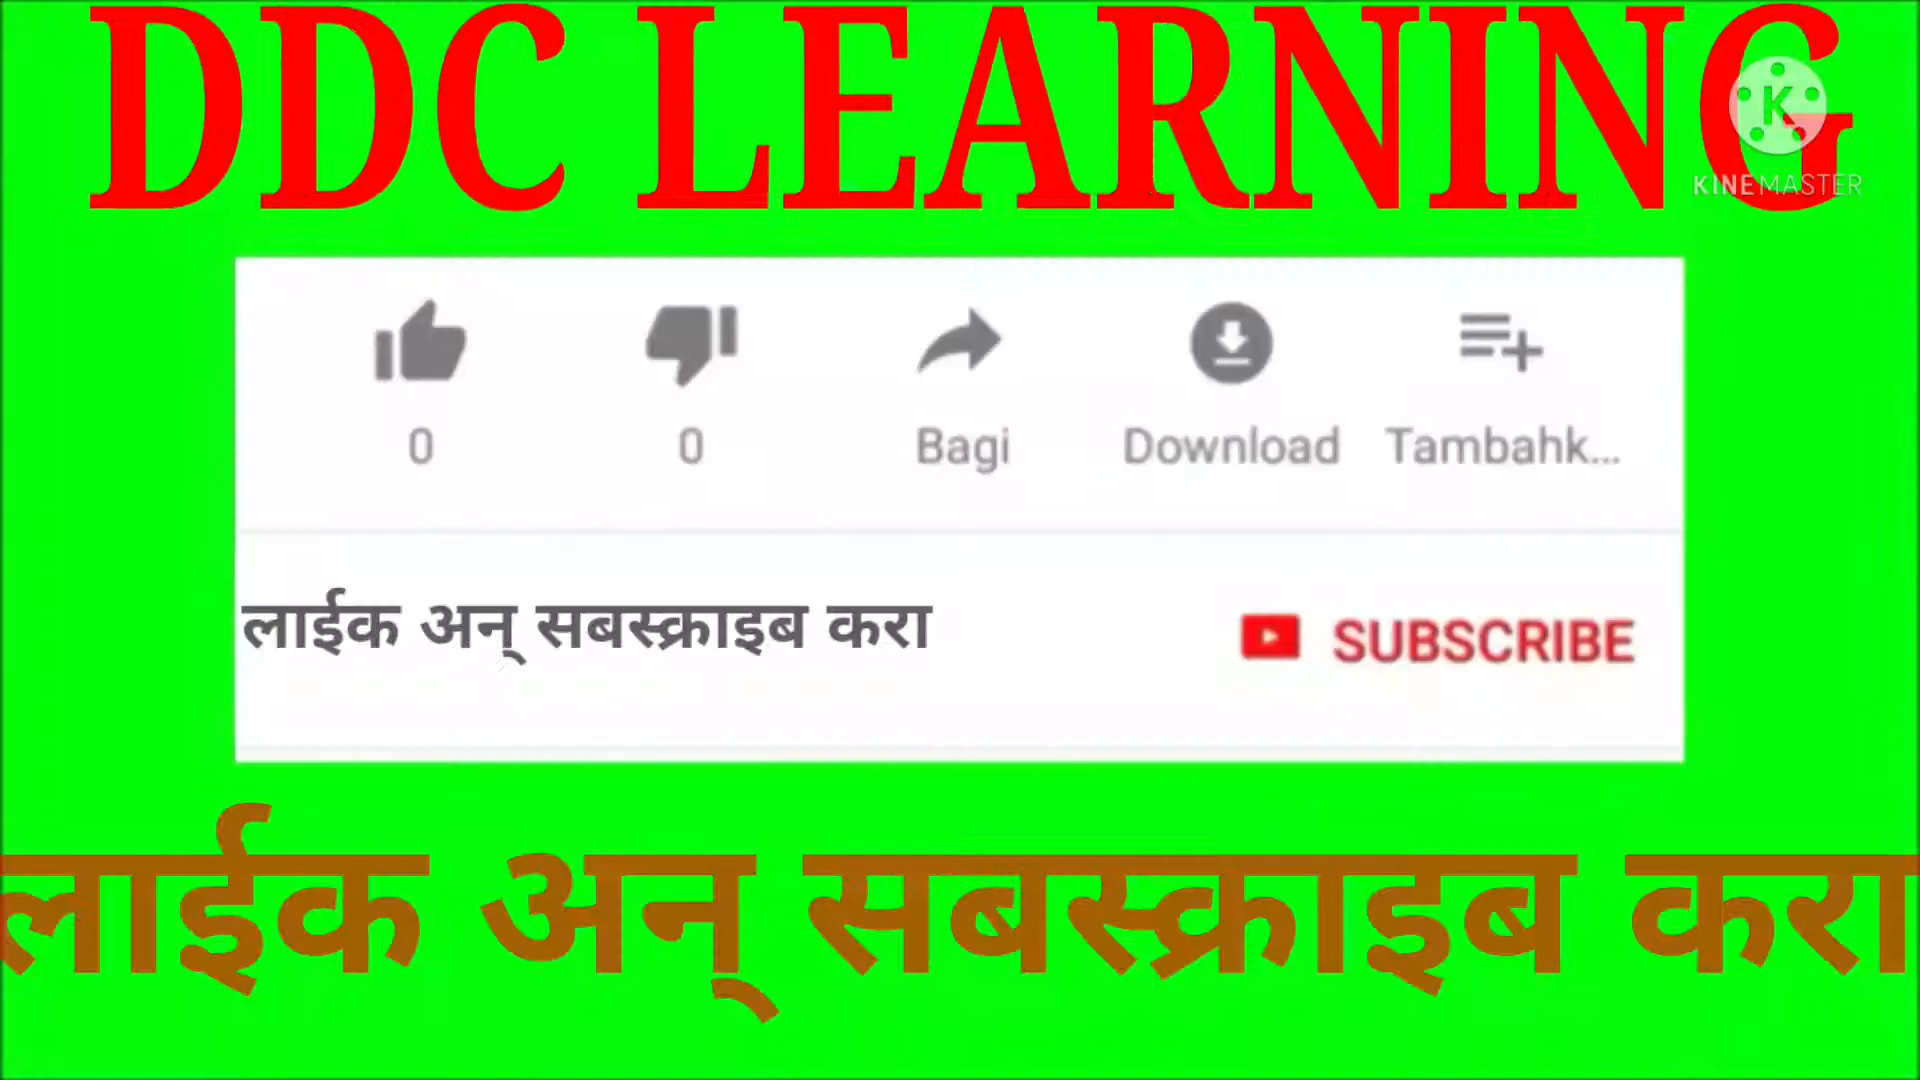 DDC LEARNING
K
KINEMASTER
0 0 Bagi Download Tambahk...
लाईक अन् सबस्क्राइब करा SUBSCRIBE
लाईक अन् सबस्क्राइब करा